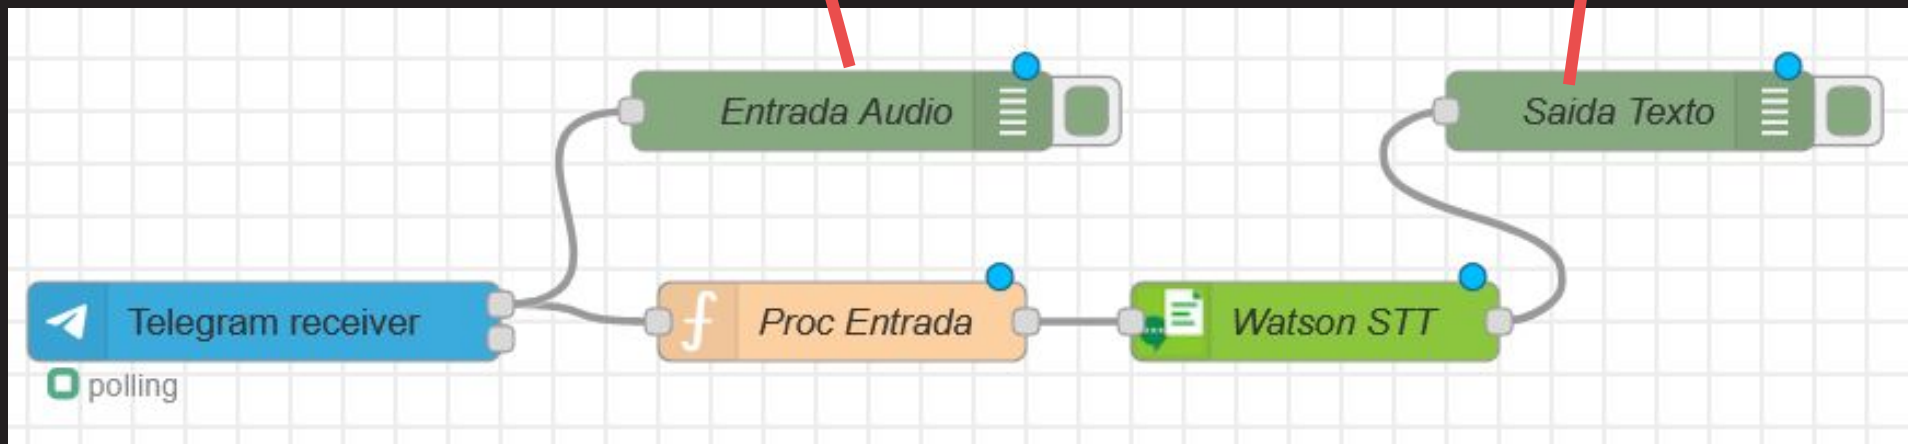 Entrada Audio
Saida Texto
Telegram receiver
Proc Entrada
Watson STT
polling